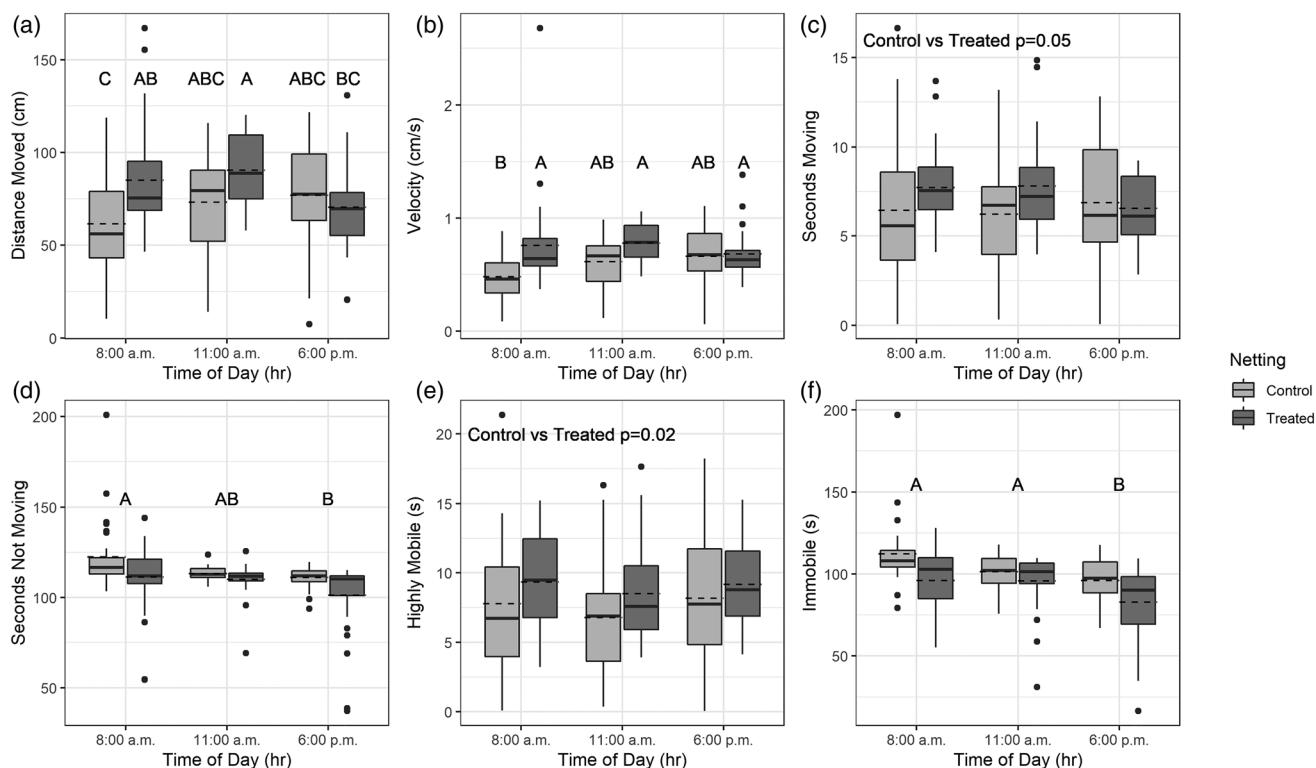 (a)
Distance Moved (cm)
150
100
50
0
C AB ABC A ABC BC
8:00 a.m. 11:00 a.m. 6:00 p.m.
Time of Day (hr)
(b)
Velocity (cm/s)
2
1
0
B A AB A AB A
8:00 a.m. 11:00 a.m. 6:00 p.m.
Time of Day (hr)
(c)
Seconds Moving
15
10
5
0
Control vs Treated p=0.05
8:00 a.m. 11:00 a.m. 6:00 p.m.
Time of Day (hr)
(d)
Seconds Not Moving
200
150
100
50
A AB B
8:00 a.m. 11:00 a.m. 6:00 p.m.
Time of Day (hr)
(e)
Highly Mobile (s)
20
15
10
5
0
Control vs Treated p=0.02
8:00 a.m. 11:00 a.m. 6:00 p.m.
Time of Day (hr)
(f)
Immobile (s)
200
150
100
50
A A B
8:00 a.m. 11:00 a.m. 6:00 p.m.
Time of Day (hr)
Netting
Control
Treated